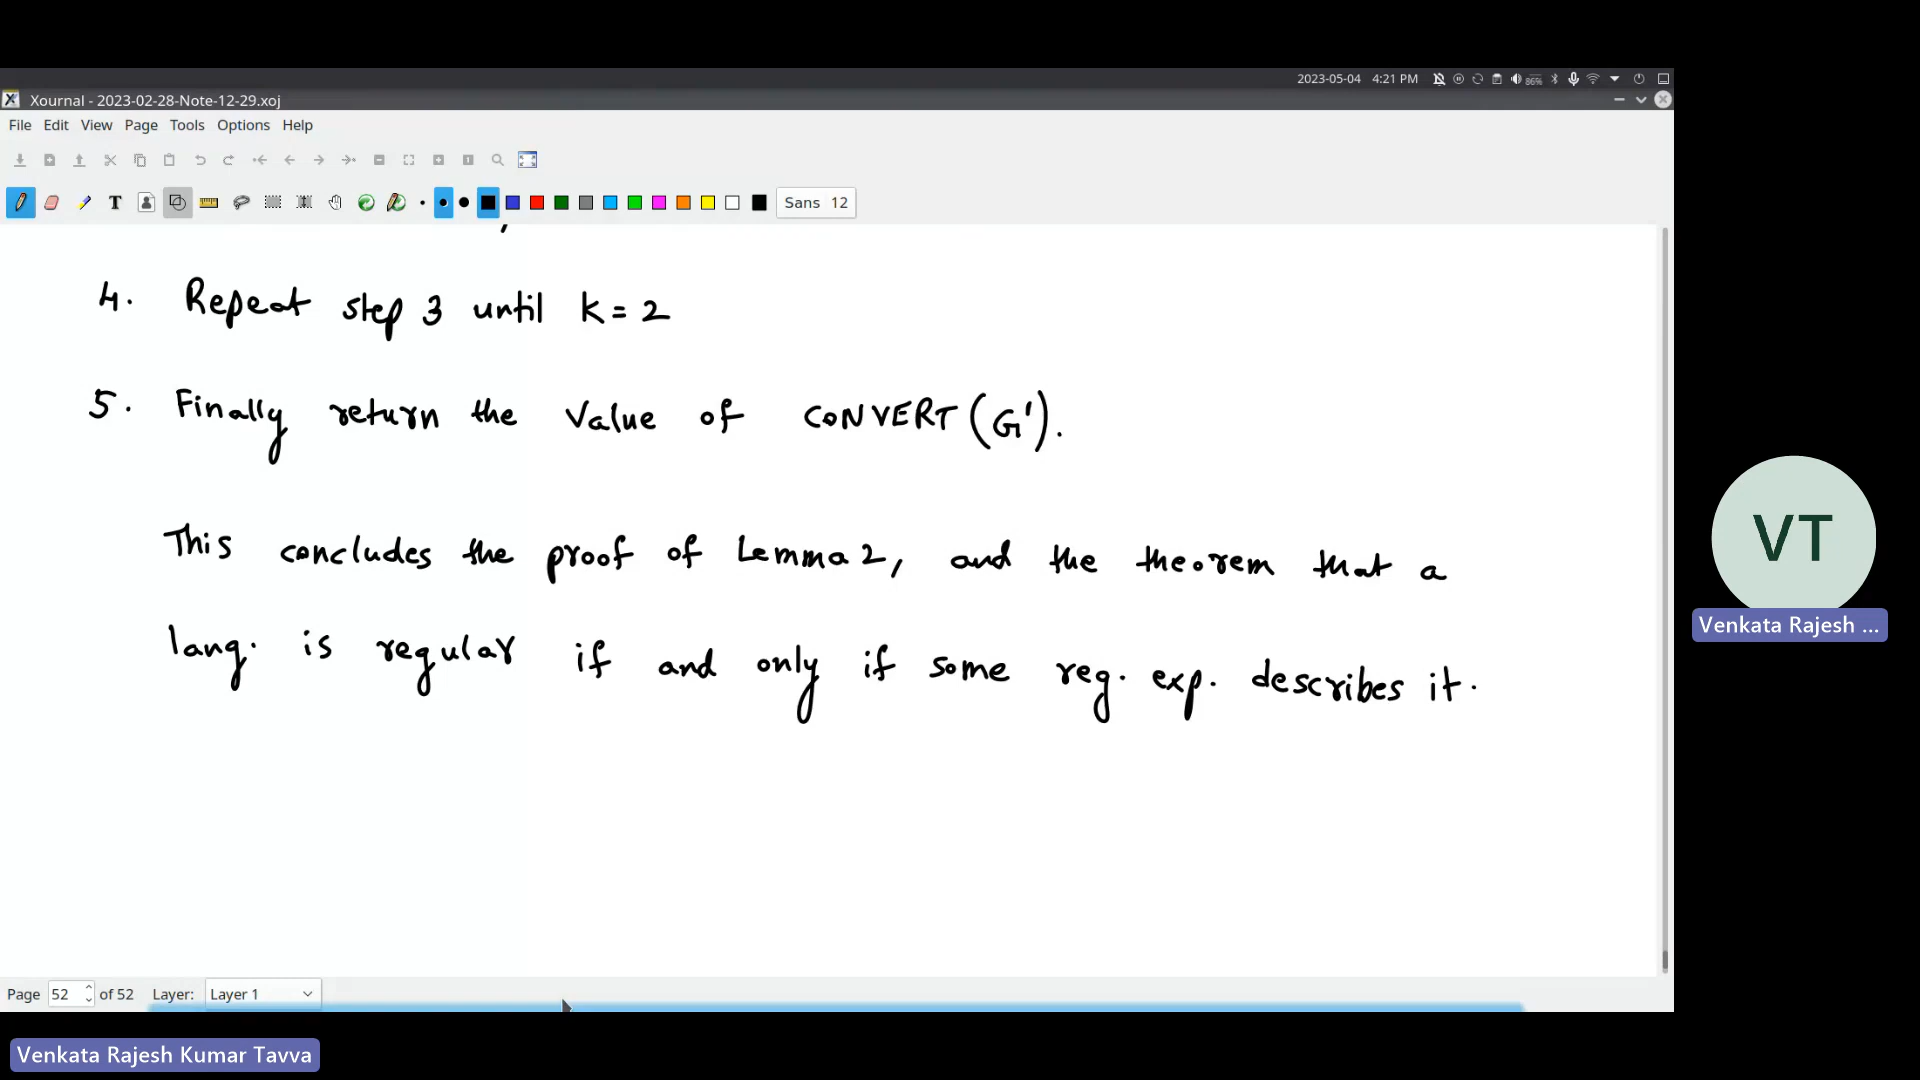 2023-05-04 4:21 PM 86%
Xournal - 2023-02-28-Note-12-29.xoj
File Edit View Page Tools Options Help
T Sans 12
4. Repeat step 3 until k = 2
5. Finally return the value of CONVERT (G').
This concludes the proof of Lemma 2, and the theorem that a
lang. is regular if and only if some reg. exp. describes it.
VT
Venkata Rajesh ...
Page 52 of 52 Layer: Layer 1
Venkata Rajesh Kumar Tavva